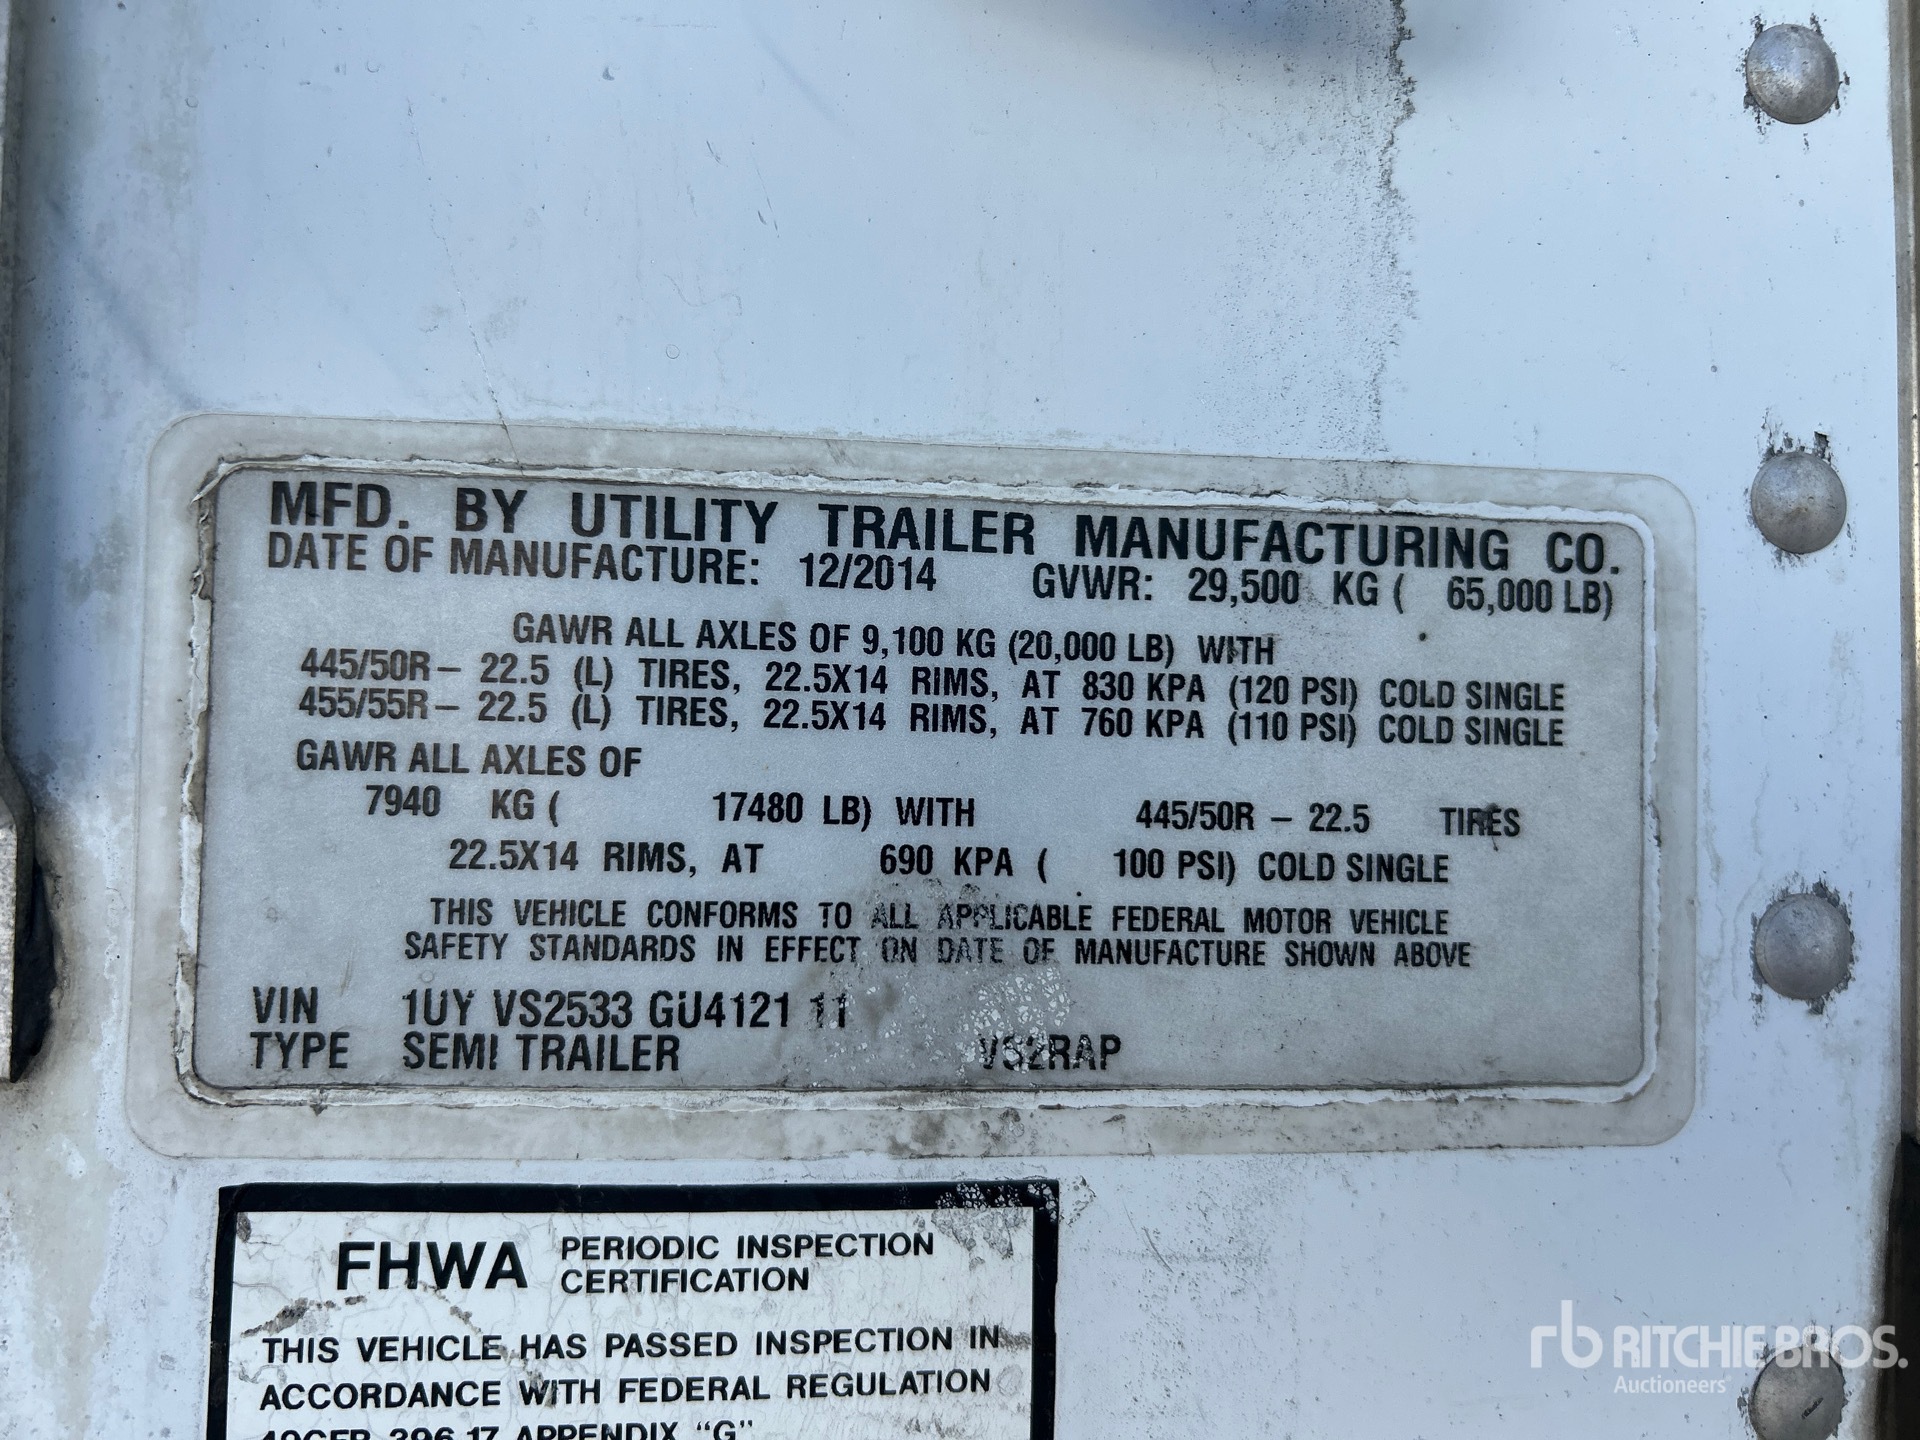 MFD. BY UTILITY TRAILER MANUFACTURING CO.
DATE OF MANUFACTURE: 12/2014 GVWR: 29,500 KG ( 65,000 LB)
GAWR ALL AXLES OF 9,100 KG (20,000 LB) WITH
445/50R – 22.5 (L) TIRES, 22.5X14 RIMS, AT 830 KPA (120 PSI) COLD SINGLE
455/55R – 22.5 (L) TIRES, 22.5X14 RIMS, AT 760 KPA (110 PSI) COLD SINGLE
GAWR ALL AXLES OF
7940 KG ( 17480 LB) WITH 445/50R – 22.5 TIRES
22.5X14 RIMS, AT 690 KPA ( 100 PSI) COLD SINGLE
THIS VEHICLE CONFORMS TO ALL APPLICABLE FEDERAL MOTOR VEHICLE
SAFETY STANDARDS IN EFFECT ON DATE OF MANUFACTURE SHOWN ABOVE
VIN 1UY VS2533 GU4121 11
TYPE SEMI TRAILER VS2RAP
FHWA PERIODIC INSPECTION
CERTIFICATION
THIS VEHICLE HAS PASSED INSPECTION IN
ACCORDANCE WITH FEDERAL REGULATION
49CFR 396.17 APPENDIX "G"
rb RITCHIE BROS.
Auctioneers